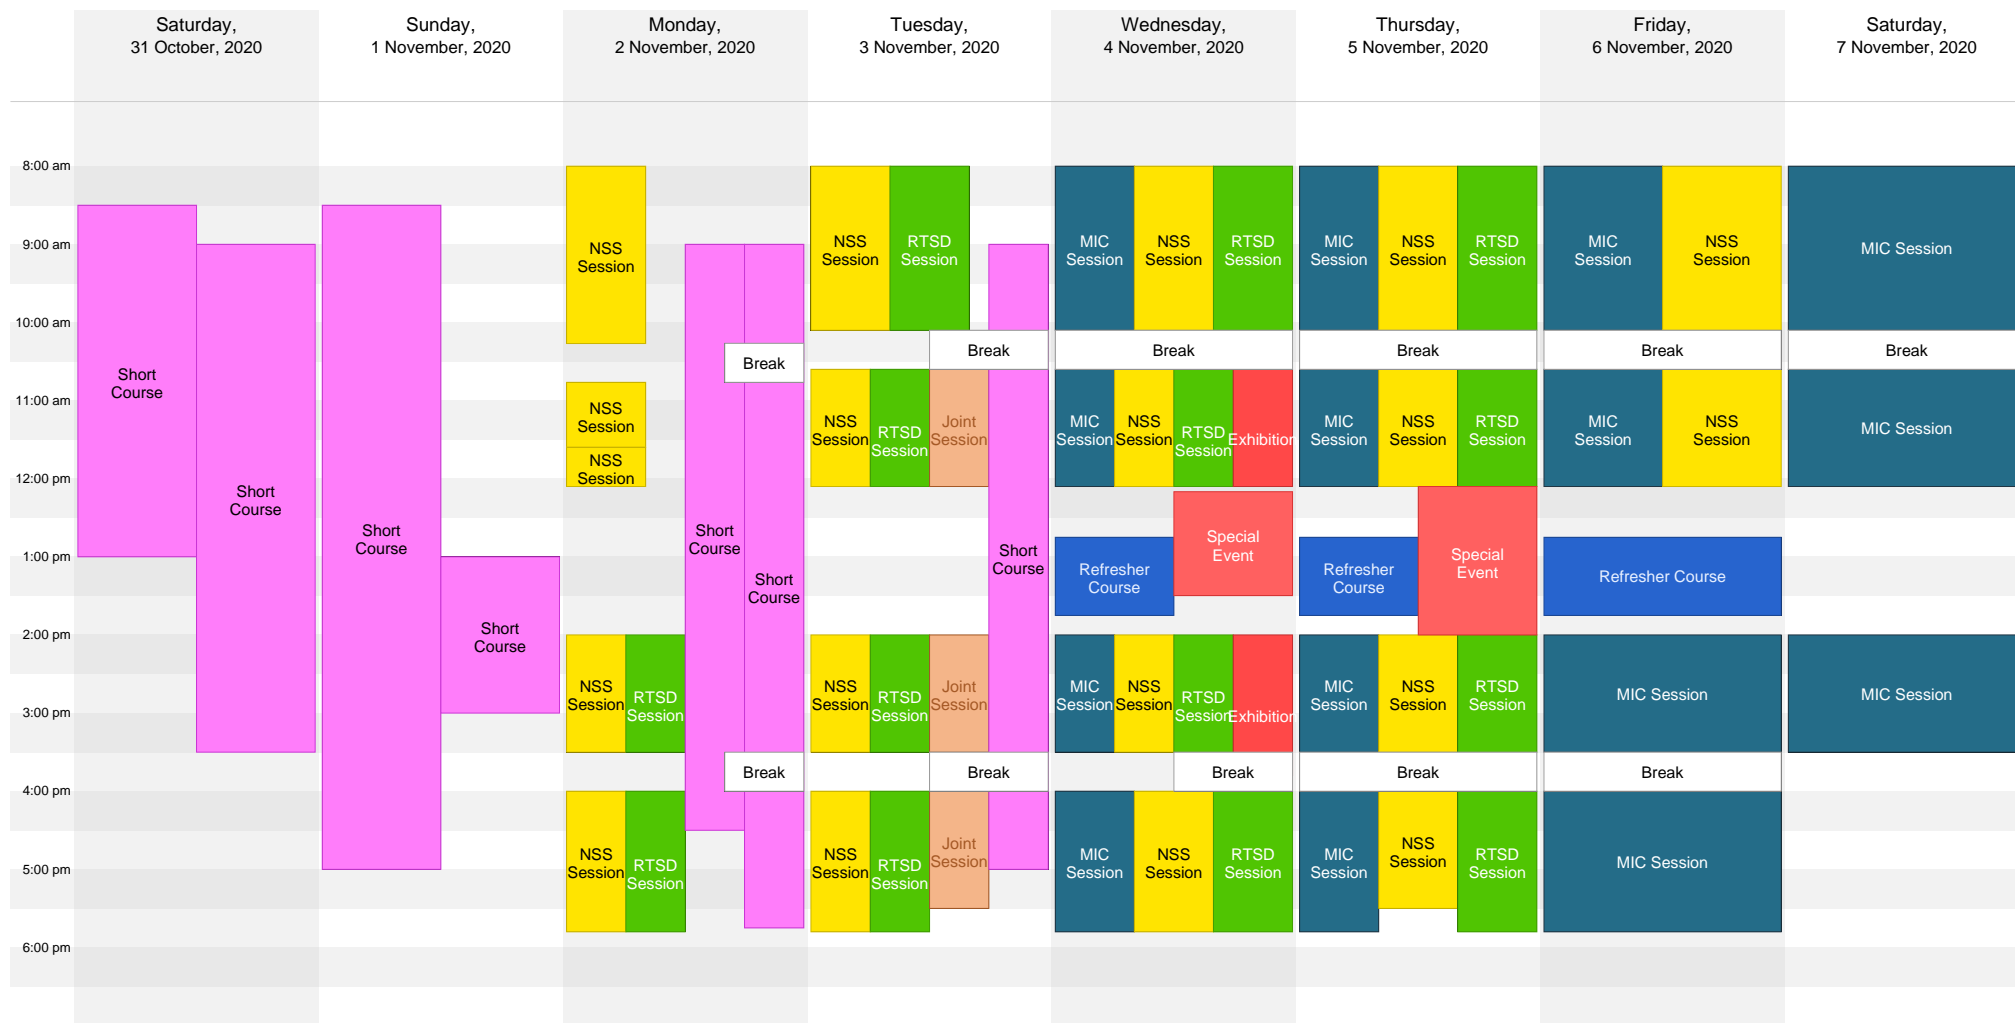 Saturday,
31 October, 2020
Sunday,
1 November, 2020
Monday,
2 November, 2020
Tuesday,
3 November, 2020
Wednesday,
4 November, 2020
Thursday,
5 November, 2020
Friday,
6 November, 2020
Saturday,
7 November, 2020
8:00 am
9:00 am
10:00 am
11:00 am
12:00 pm
1:00 pm
2:00 pm
3:00 pm
4:00 pm
5:00 pm
6:00 pm
Short
Course
Short
Course
Short
Course
Short
Course
NSS
Session
NSS
Session
NSS
Session
Short
Course
Short
Course
Break
NSS
Session
RTSD
Session
Break
NSS
Session
RTSD
Session
NSS
Session
RTSD
Session
Break
NSS
Session
RTSD
Session
Joint
Session
Short
Course
NSS
Session
RTSD
Session
Joint
Session
Break
NSS
Session
RTSD
Session
Joint
Session
MIC
Session
NSS
Session
RTSD
Session
Break
MIC
Session
NSS
Session
RTSD
Session
Exhibition
Special
Event
Refresher
Course
MIC
Session
NSS
Session
RTSD
Session
Exhibition
Break
MIC
Session
NSS
Session
RTSD
Session
MIC
Session
NSS
Session
RTSD
Session
Break
MIC
Session
NSS
Session
RTSD
Session
Special
Event
Refresher
Course
MIC
Session
NSS
Session
RTSD
Session
Break
MIC
Session
NSS
Session
RTSD
Session
MIC
Session
NSS
Session
Break
MIC
Session
NSS
Session
Refresher Course
MIC Session
Break
MIC Session
MIC Session
Break
MIC Session
MIC Session